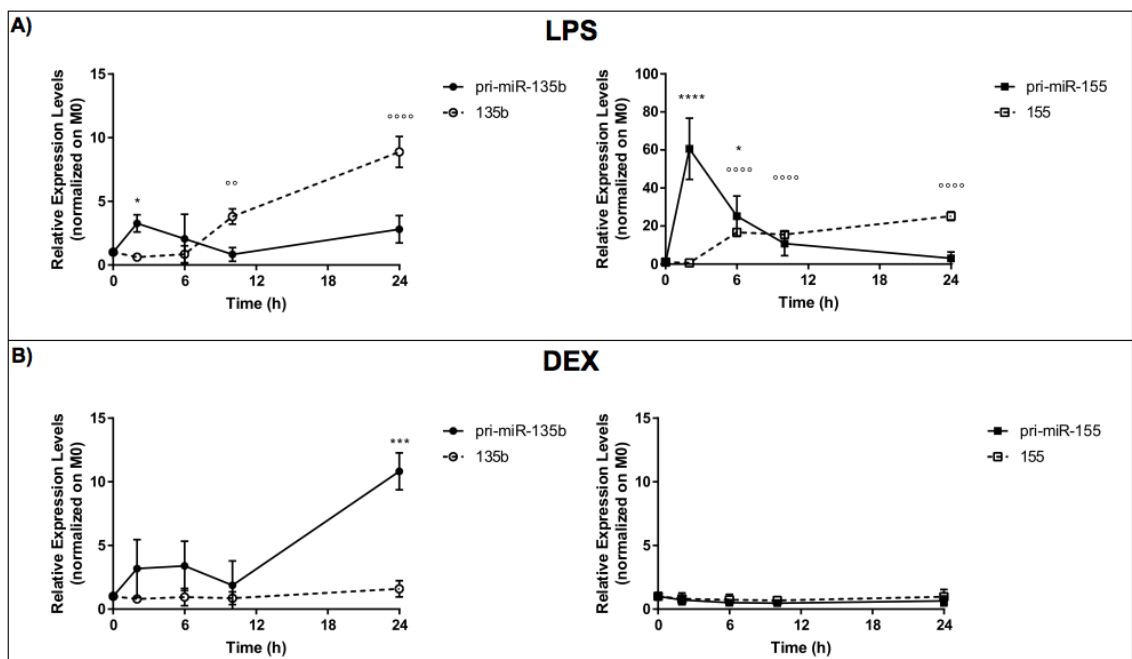 A)
LPS
Relative Expression Levels
(normalized on M0)
15
10
5
0
0 6 12 18 24
Time (h)
pri-miR-135b
135b
*
°°
°°°°
Relative Expression Levels
(normalized on M0)
100
80
60
40
20
0
0 6 12 18 24
Time (h)
pri-miR-155
155
****
*
°°°°
°°°°
°°°°
B)
DEX
Relative Expression Levels
(normalized on M0)
15
10
5
0
0 6 12 18 24
Time (h)
pri-miR-135b
135b
***
Relative Expression Levels
(normalized on M0)
15
10
5
0
0 6 12 18 24
Time (h)
pri-miR-155
155